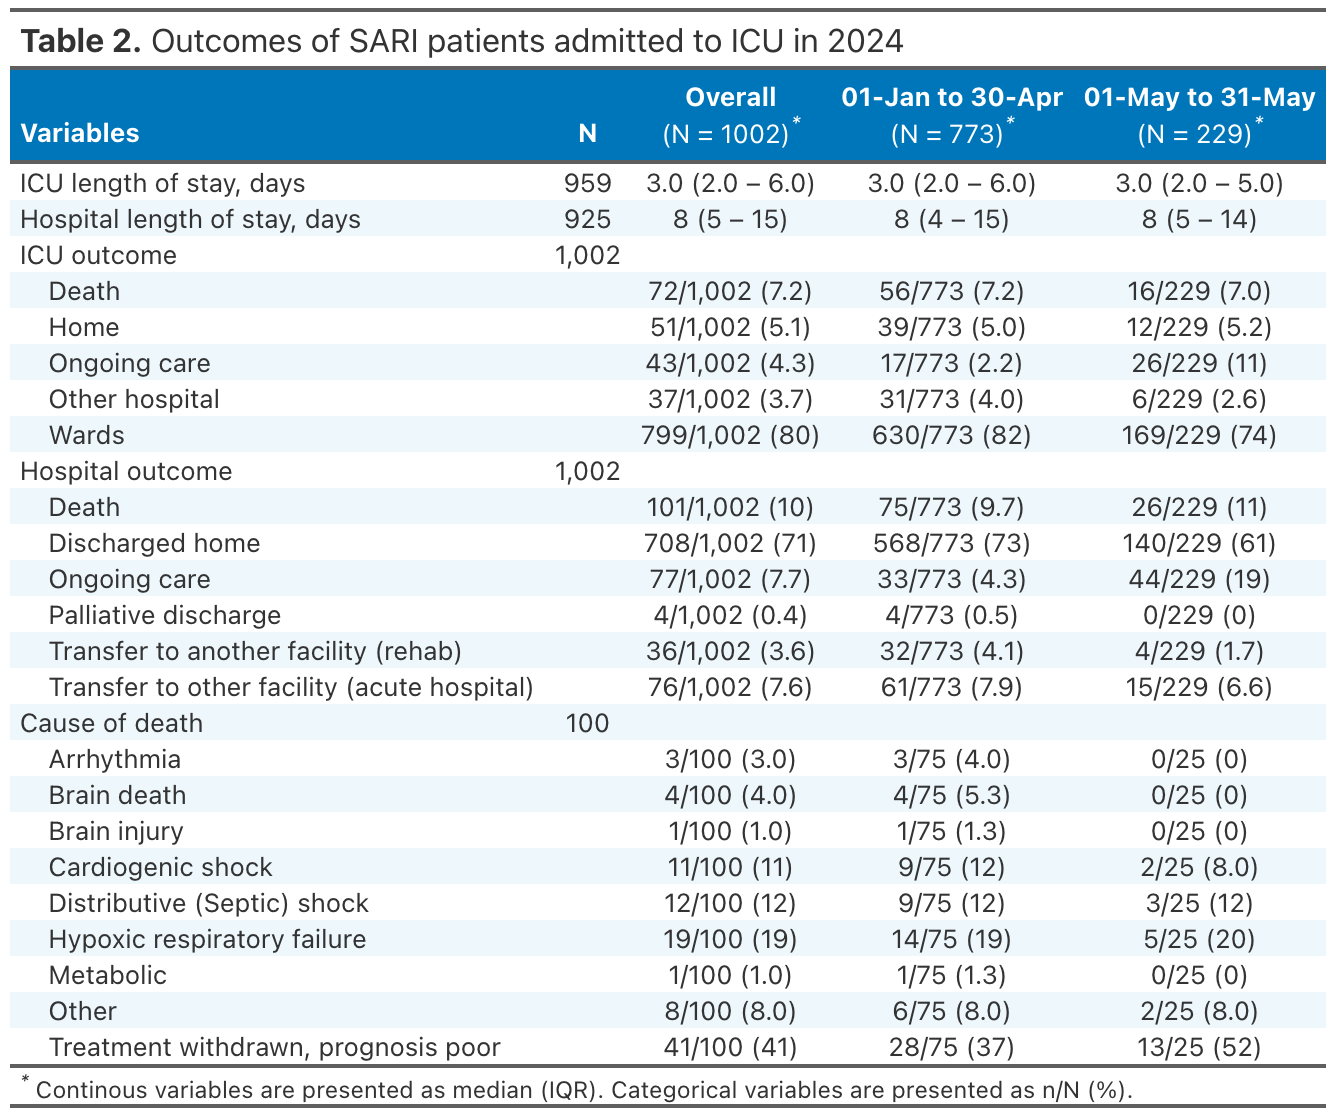 Table 2. Outcomes of SARI patients admitted to ICU in 2024
Variables N Overall (N = 1002)* 01-Jan to 30-Apr (N = 773)* 01-May to 31-May (N = 229)*
ICU length of stay, days 959 3.0 (2.0 – 6.0) 3.0 (2.0 – 6.0) 3.0 (2.0 – 5.0)
Hospital length of stay, days 925 8 (5 – 15) 8 (4 – 15) 8 (5 – 14)
ICU outcome 1,002
Death 72/1,002 (7.2) 56/773 (7.2) 16/229 (7.0)
Home 51/1,002 (5.1) 39/773 (5.0) 12/229 (5.2)
Ongoing care 43/1,002 (4.3) 17/773 (2.2) 26/229 (11)
Other hospital 37/1,002 (3.7) 31/773 (4.0) 6/229 (2.6)
Wards 799/1,002 (80) 630/773 (82) 169/229 (74)
Hospital outcome 1,002
Death 101/1,002 (10) 75/773 (9.7) 26/229 (11)
Discharged home 708/1,002 (71) 568/773 (73) 140/229 (61)
Ongoing care 77/1,002 (7.7) 33/773 (4.3) 44/229 (19)
Palliative discharge 4/1,002 (0.4) 4/773 (0.5) 0/229 (0)
Transfer to another facility (rehab) 36/1,002 (3.6) 32/773 (4.1) 4/229 (1.7)
Transfer to other facility (acute hospital) 76/1,002 (7.6) 61/773 (7.9) 15/229 (6.6)
Cause of death 100
Arrhythmia 3/100 (3.0) 3/75 (4.0) 0/25 (0)
Brain death 4/100 (4.0) 4/75 (5.3) 0/25 (0)
Brain injury 1/100 (1.0) 1/75 (1.3) 0/25 (0)
Cardiogenic shock 11/100 (11) 9/75 (12) 2/25 (8.0)
Distributive (Septic) shock 12/100 (12) 9/75 (12) 3/25 (12)
Hypoxic respiratory failure 19/100 (19) 14/75 (19) 5/25 (20)
Metabolic 1/100 (1.0) 1/75 (1.3) 0/25 (0)
Other 8/100 (8.0) 6/75 (8.0) 2/25 (8.0)
Treatment withdrawn, prognosis poor 41/100 (41) 28/75 (37) 13/25 (52)
* Continous variables are presented as median (IQR). Categorical variables are presented as n/N (%).